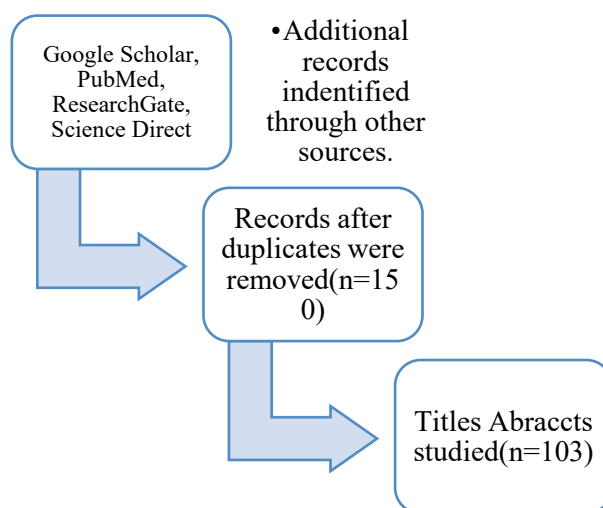 Google Scholar,
PubMed,
ResearchGate,
Science Direct
•Additional
records
indentified
through other
sources.
Records after
duplicates were
removed(n=15
0)
Titles Abraccts
studied(n=103)